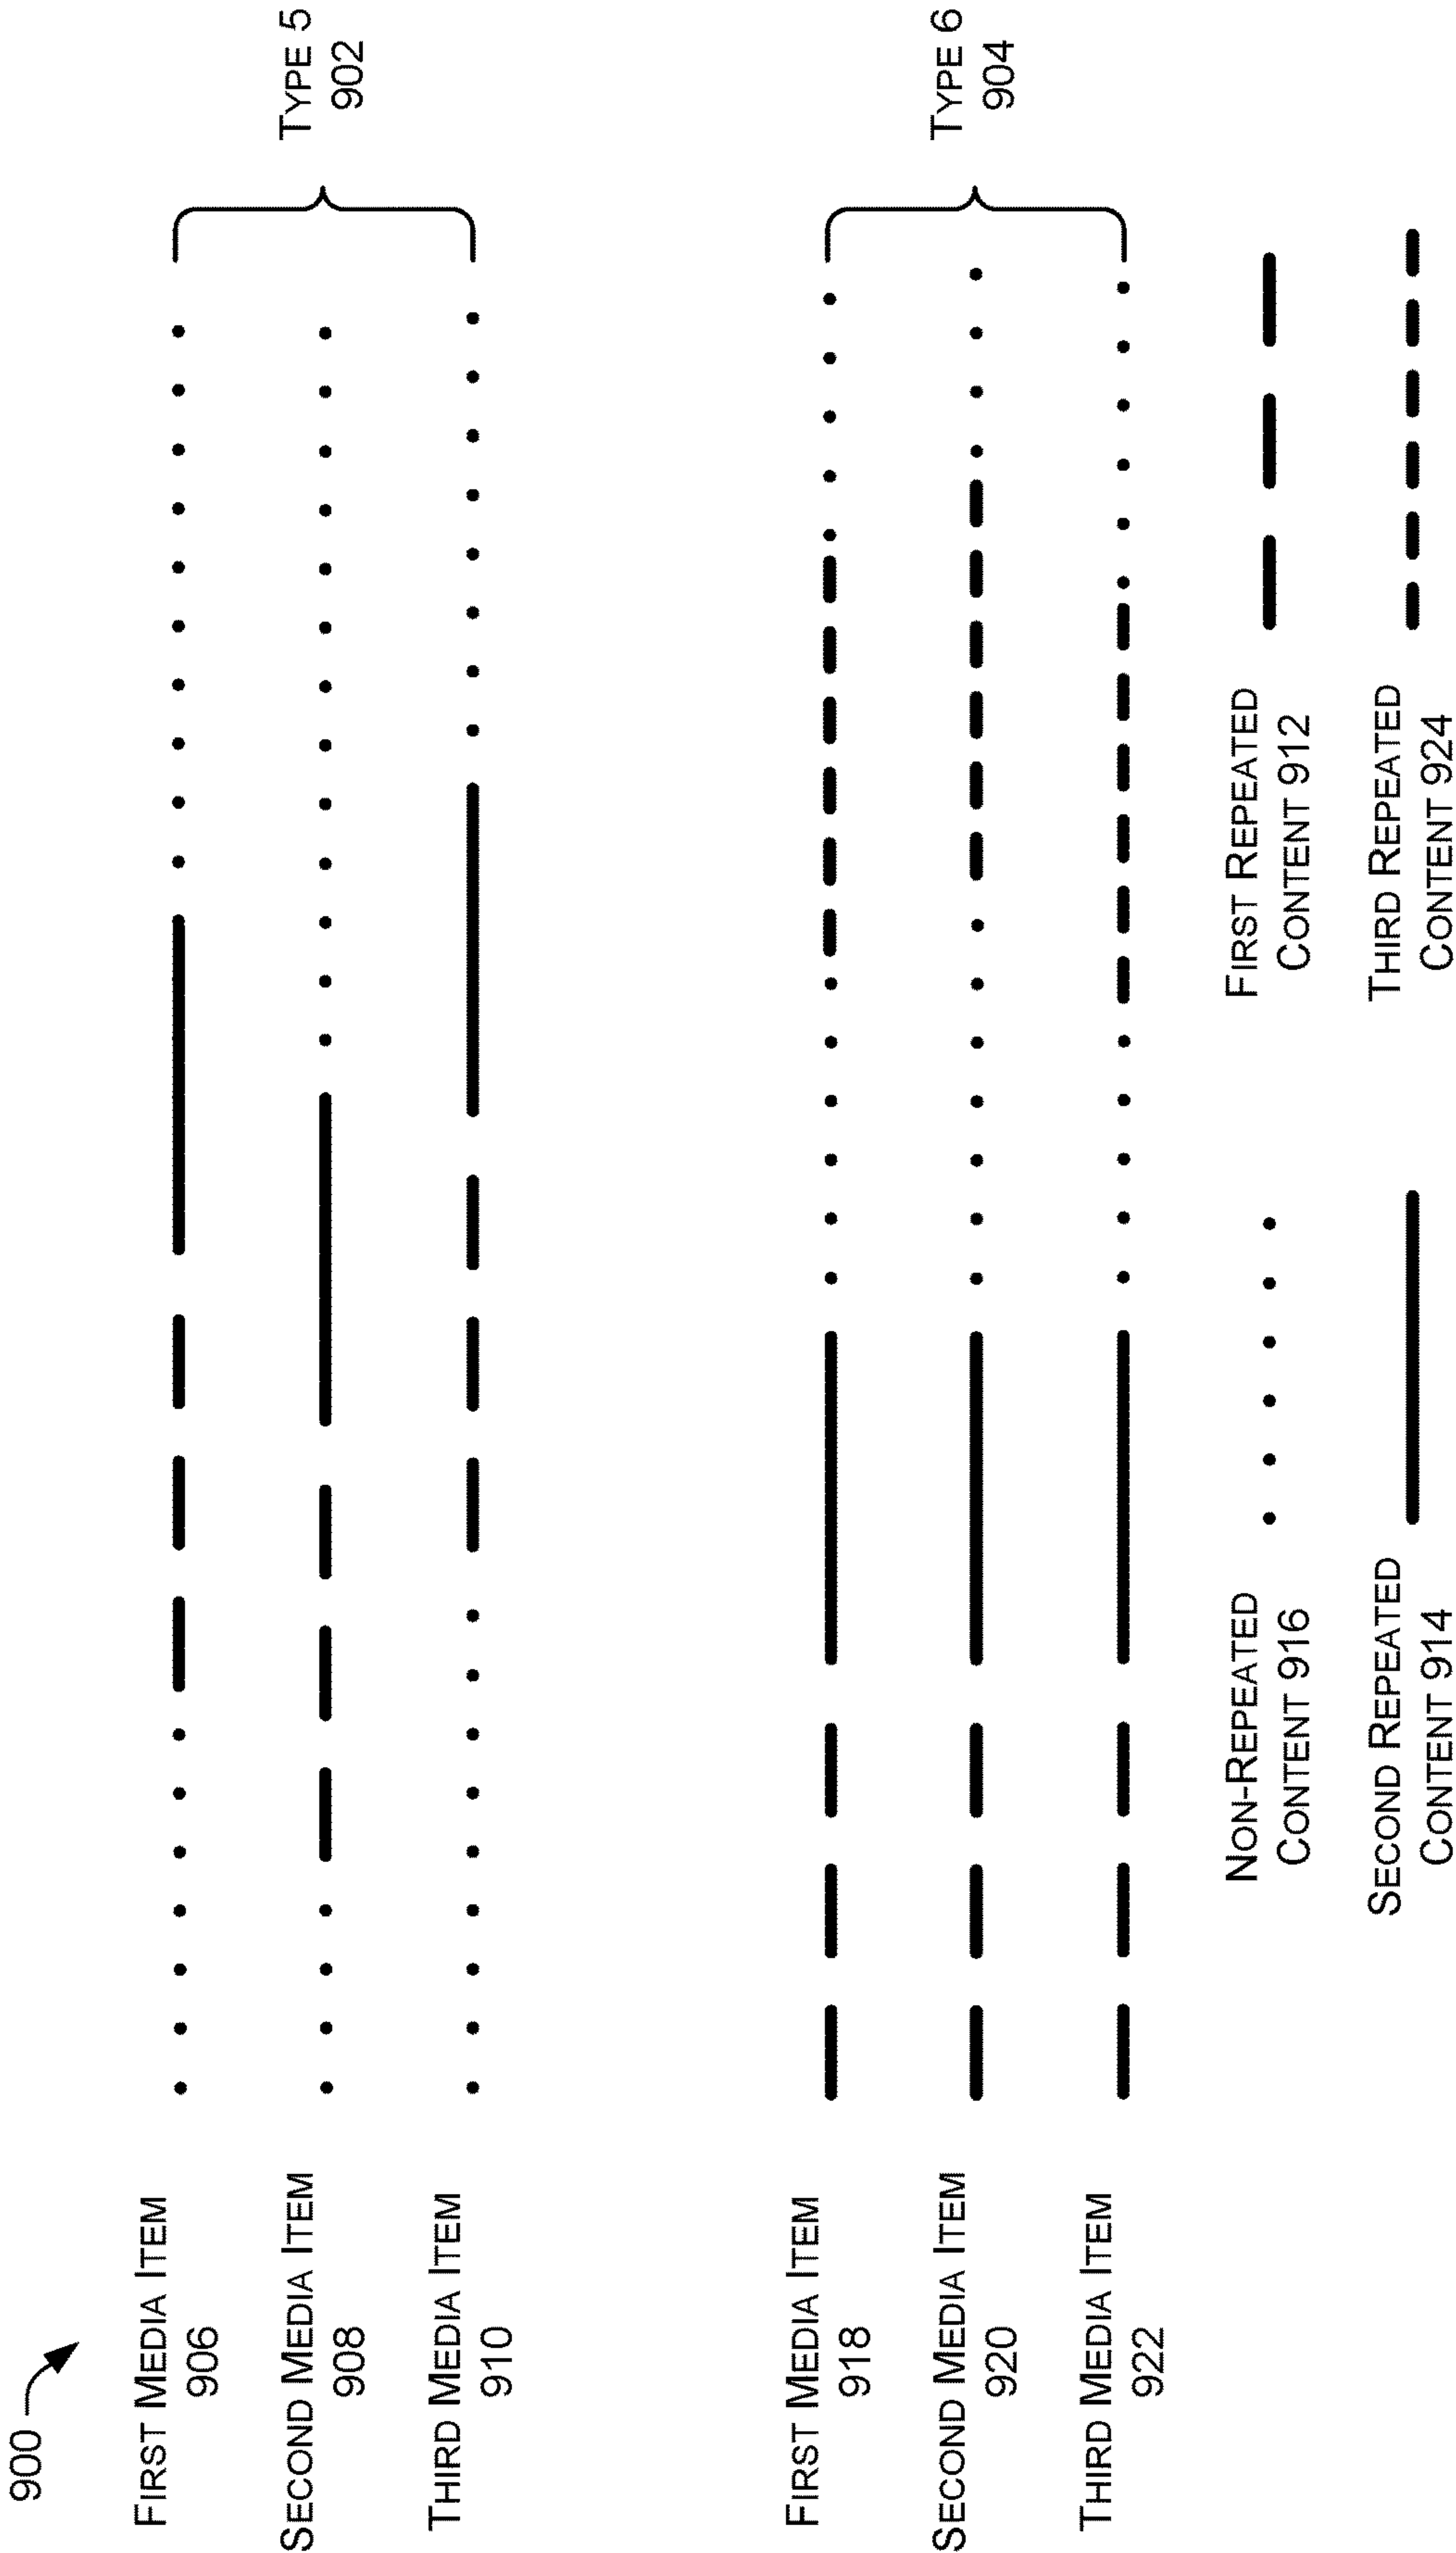 900
FIRST MEDIA ITEM
906
SECOND MEDIA ITEM
908
THIRD MEDIA ITEM
910
TYPE 5
902
FIRST MEDIA ITEM
918
SECOND MEDIA ITEM
920
THIRD MEDIA ITEM
922
TYPE 6
904
NON-REPEATED
CONTENT 916
FIRST REPEATED
CONTENT 912
SECOND REPEATED
CONTENT 914
THIRD REPEATED
CONTENT 924